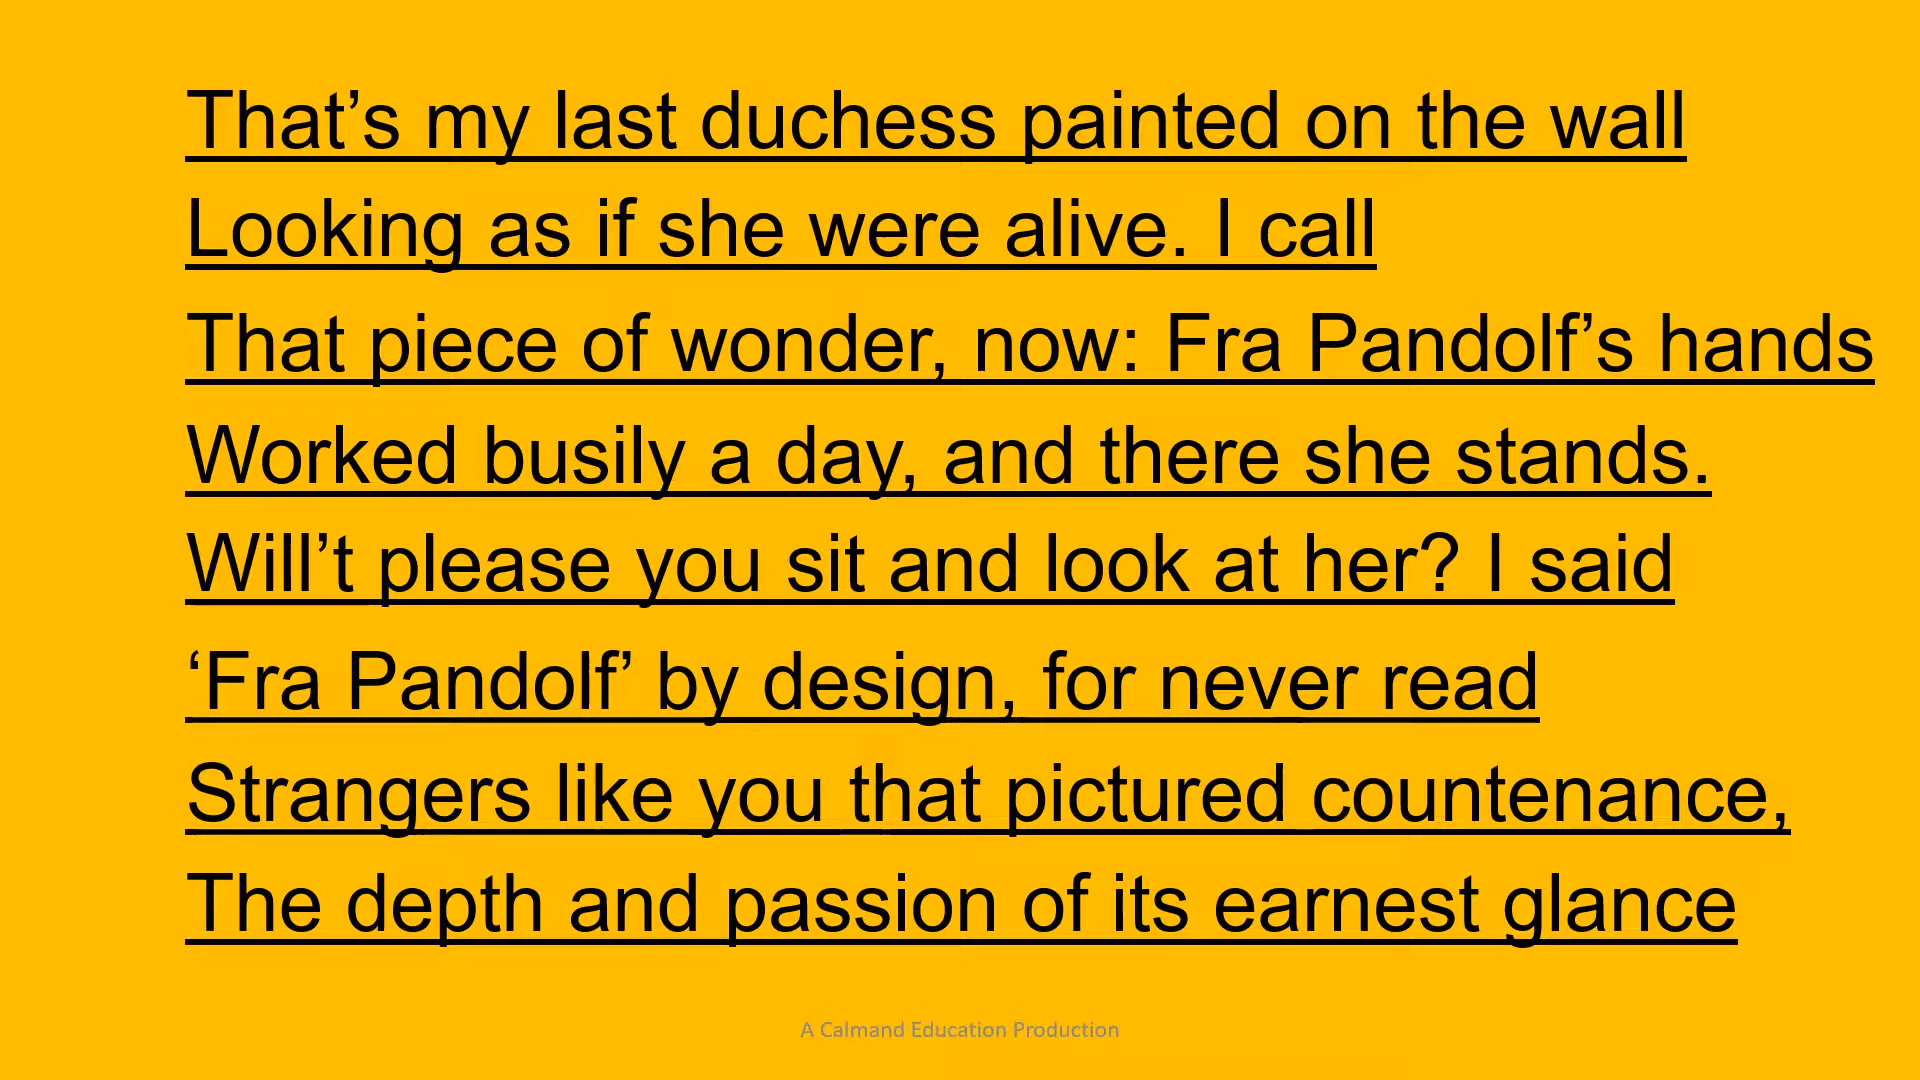 That’s my last duchess painted on the wall
Looking as if she were alive. I call
That piece of wonder, now: Fra Pandolf’s hands
Worked busily a day, and there she stands.
Will’t please you sit and look at her? I said
‘Fra Pandolf’ by design, for never read
Strangers like you that pictured countenance,
The depth and passion of its earnest glance
A Calmand Education Production